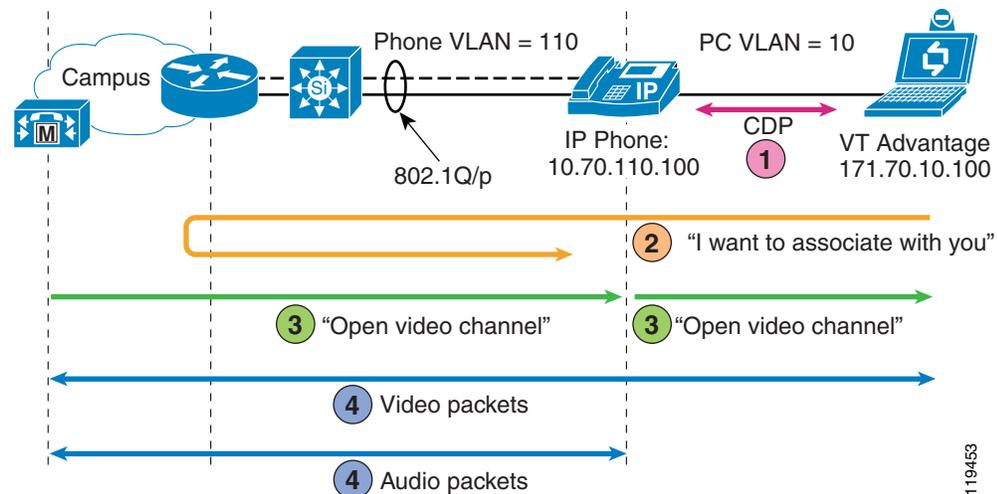 Phone VLAN = 110
PC VLAN = 10
Campus
Si
IP
M
802.1Q/p
IP Phone:
10.70.110.100
CDP
1
VT Advantage
171.70.10.100
2 “I want to associate with you”
3 “Open video channel”
3 “Open video channel”
4 Video packets
4 Audio packets
119453